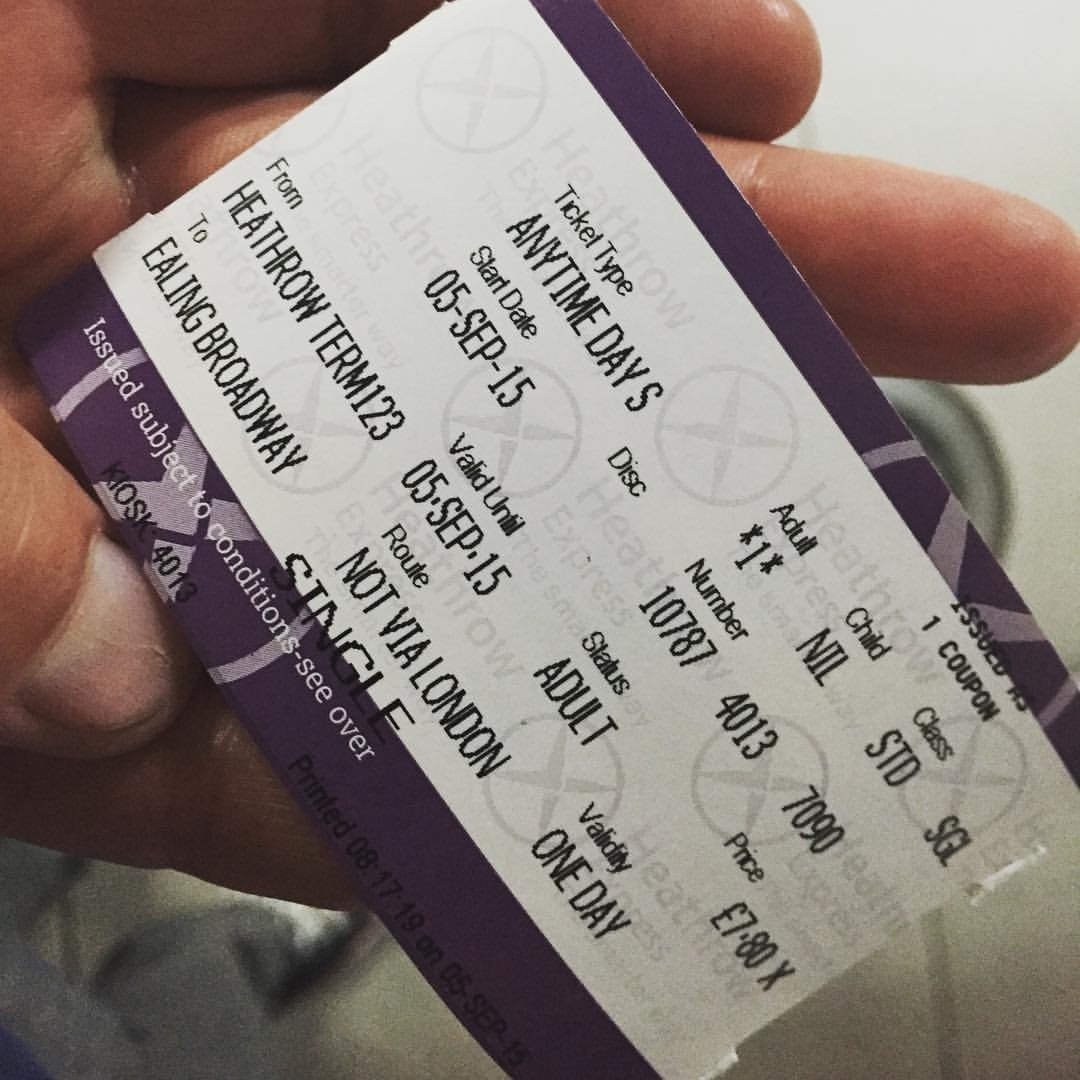 ISSUED AS
1 COUPON
Ticket Type Adult Child Class
ANYTIME DAY S *1* NIL STD SGL
Start Date Disc Number
05-SEP-15 10787 4013 7090
From Valid Until Status Price
HEATHROW TERM123 05·SEP·15 ADULT £7·80 X
To Route Validity
EALING BROADWAY NOT VIA LONDON ONE DAY
SINGLE
Issued subject to conditions-see over
KIOSK: 4013 Printed 08:17:19 on 05-SEP-15
Heathrow
Express